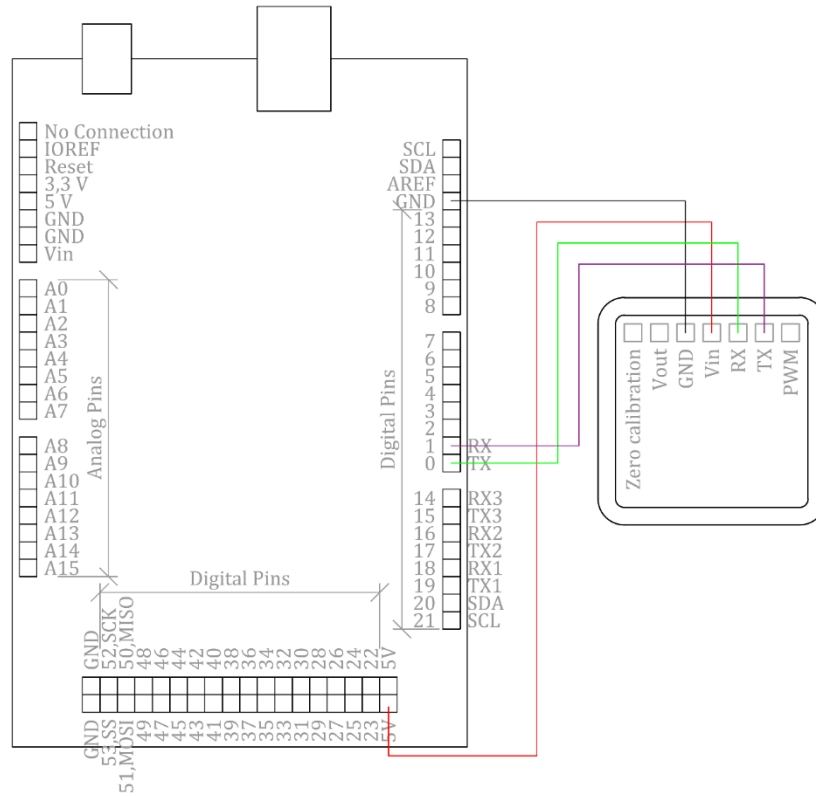 No Connection
IOREF
Reset
3,3 V
5 V
GND
GND
Vin
A0
A1
A2
A3
A4
A5
A6
A7
A8
A9
A10
A11
A12
A13
A14
A15
Analog Pins
SCL
SDA
AREF
GND
13
12
11
10
9
8
7
6
5
4
3
2
1 RX
0 TX
14 RX3
15 TX3
16 RX2
17 TX2
18 RX1
19 TX1
20 SDA
21 SCL
Digital Pins
Digital Pins
GND
52,SCK
50,MISO
48
46
44
42
40
38
36
34
32
30
28
26
24
22
5V
GND
53,SS
51,MOSI
49
47
45
43
41
39
37
35
33
31
29
27
25
23
5V
Zero calibration
Vout
GND
Vin
RX
TX
PWM